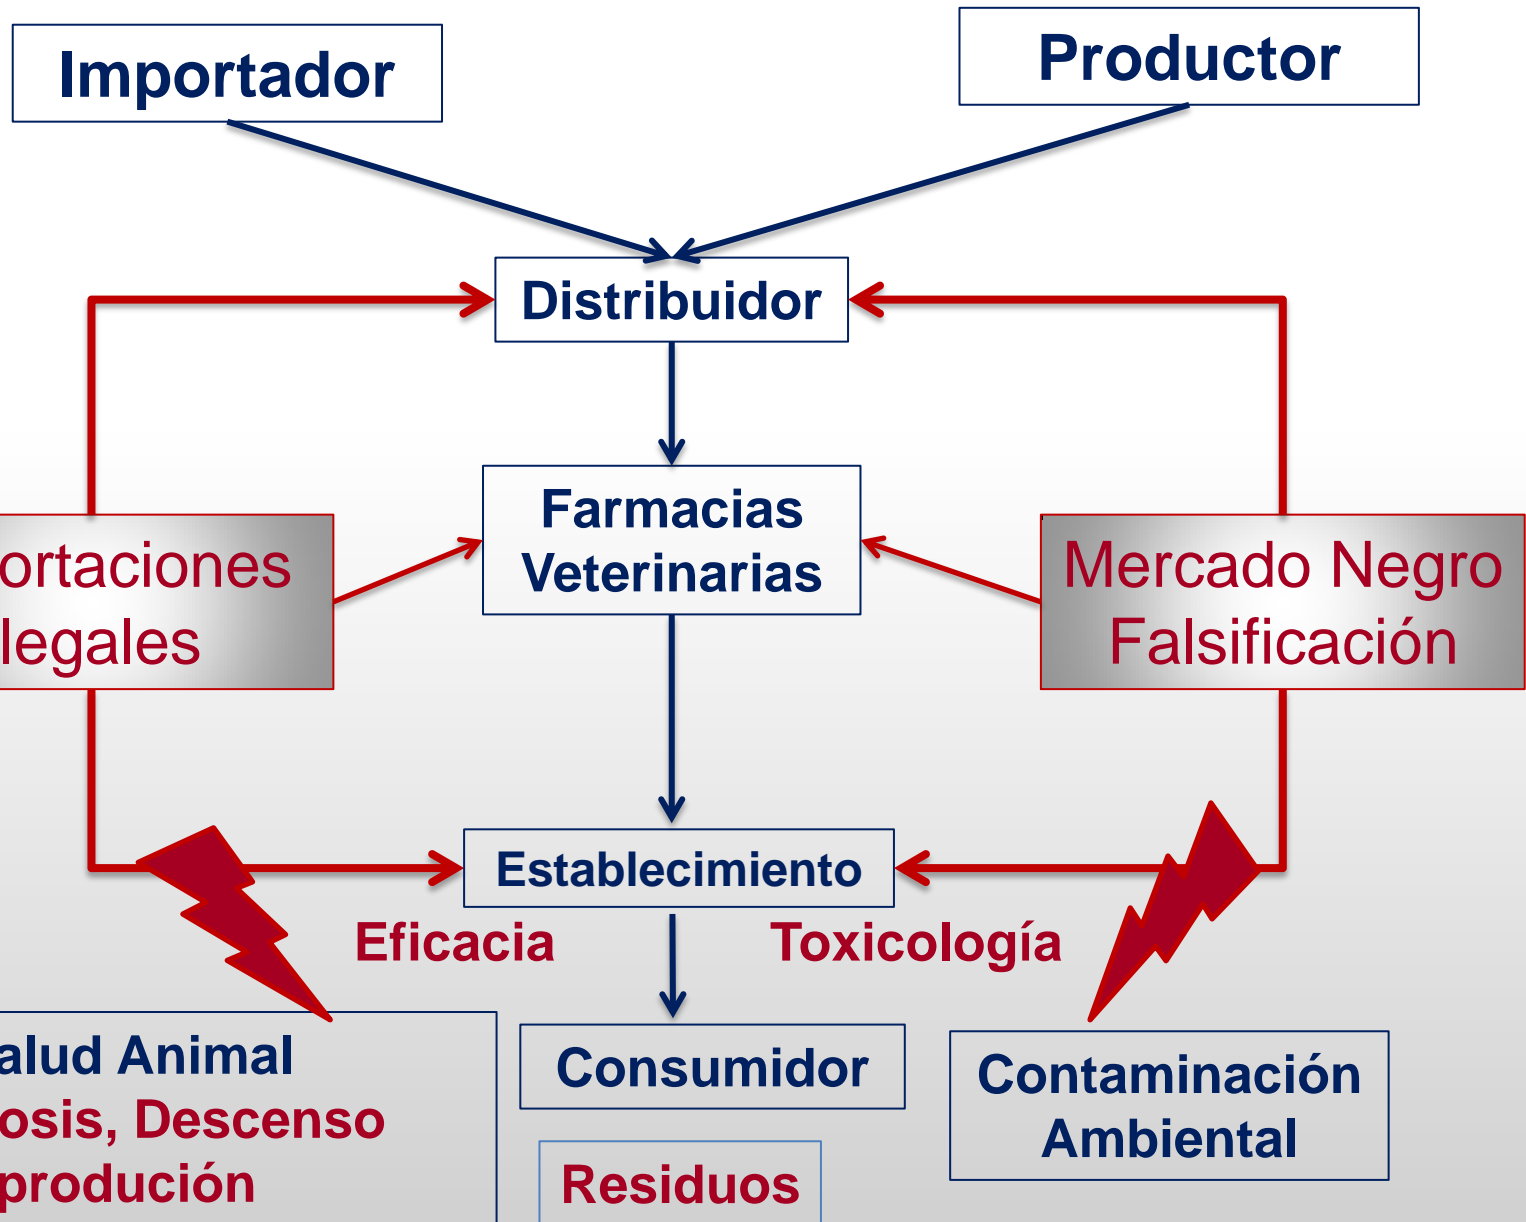 Importador
Productor
Distribuidor
Farmacias
Veterinarias
ortaciones
legales
Mercado Negro
Falsificación
Establecimiento
Eficacia
Toxicología
alud Animal
osis, Descenso
produción
Consumidor
Residuos
Contaminación
Ambiental